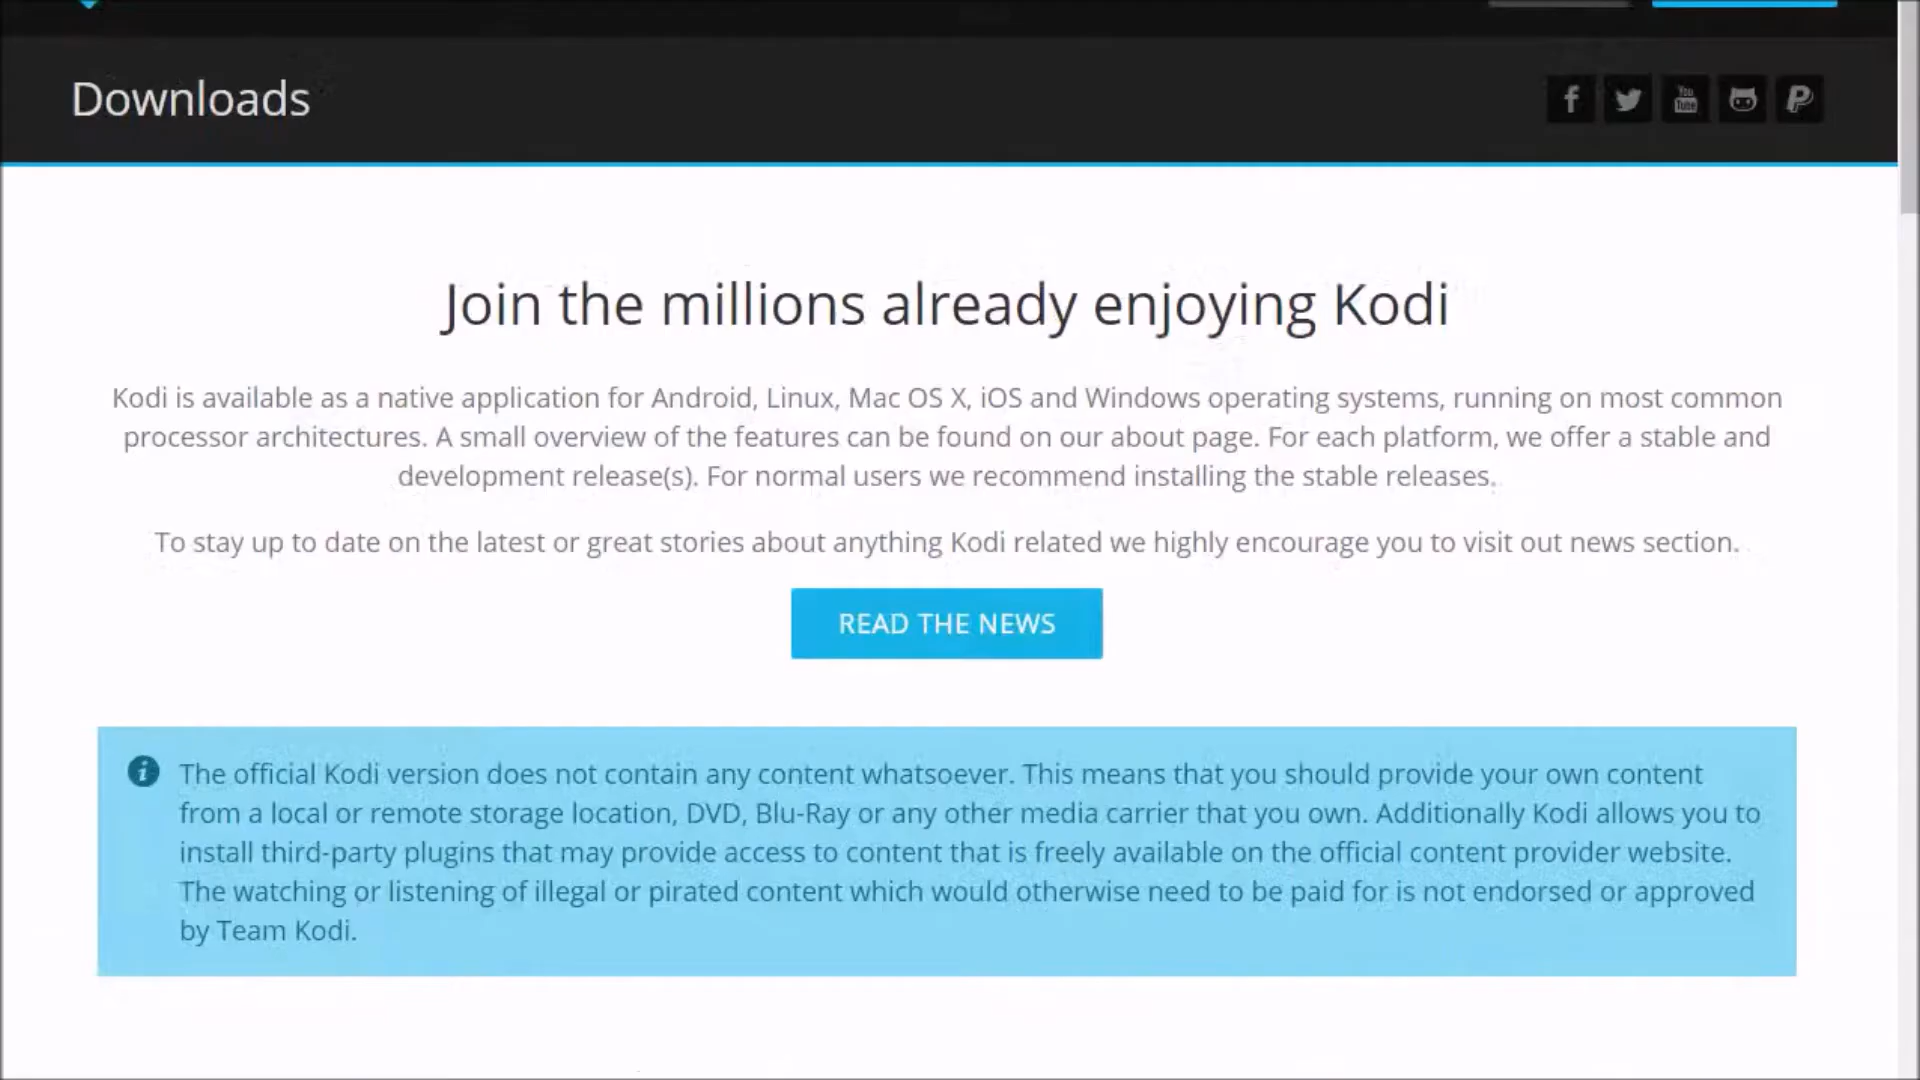 Downloads
Join the millions already enjoying Kodi
Kodi is available as a native application for Android, Linux, Mac OS X, iOS and Windows operating systems, running on most common
processor architectures. A small overview of the features can be found on our about page. For each platform, we offer a stable and
development release(s). For normal users we recommend installing the stable releases.
To stay up to date on the latest or great stories about anything Kodi related we highly encourage you to visit out news section.
READ THE NEWS
The official Kodi version does not contain any content whatsoever. This means that you should provide your own content
from a local or remote storage location, DVD, Blu-Ray or any other media carrier that you own. Additionally Kodi allows you to
install third-party plugins that may provide access to content that is freely available on the official content provider website.
The watching or listening of illegal or pirated content which would otherwise need to be paid for is not endorsed or approved
by Team Kodi.